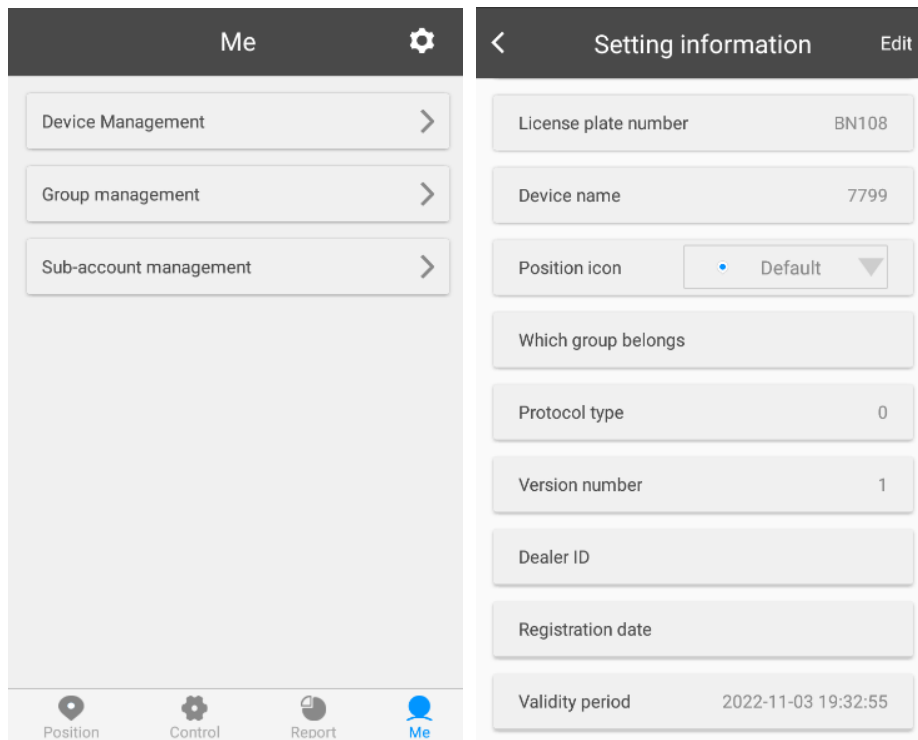 Me
Device Management
Group management
Sub-account management
Position
Control
Report
Me
Setting information
Edit
License plate number
BN108
Device name
7799
Position icon
Default
Which group belongs
Protocol type
0
Version number
1
Dealer ID
Registration date
Validity period
2022-11-03 19:32:55